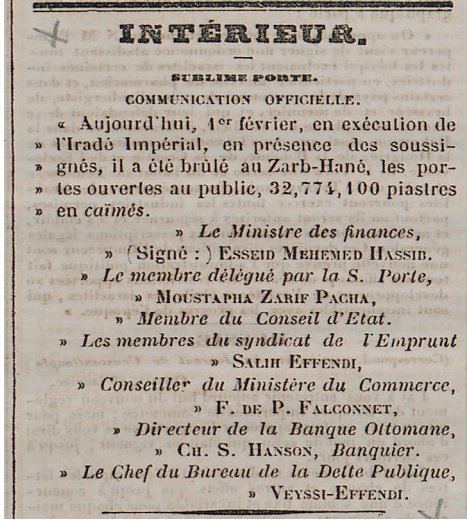 INTÉRIEUR.
SUBLIME PORTE.
COMMUNICATION OFFICIELLE.
« Aujourd'hui, 1er février, en exécution de
» l'Iradé Impérial, en présence des soussi-
» gnés, il a été brûlé au Zarb-Hané, les por-
» tes ouvertes au public, 32,774,100 piastres
» en caïmés.
» Le Ministre des finances,
» (Signé : ) ESSEID MEHEMED HASSIB.
» Le membre délégué par la S. Porte,
» MOUSTAPHA ZARIF PACHA,
» Membre du Conseil d'Etat.
» Les membres du syndicat de l'Emprunt
» SALIH EFFENDI,
» Conseiller du Ministère du Commerce,
» F. DE P. FALCONNET,
» Directeur de la Banque Ottomane,
» CH. S. HANSON, Banquier.
» Le Chef du Bureau de la Dette Publique,
» VEYSSI-EFFENDI.